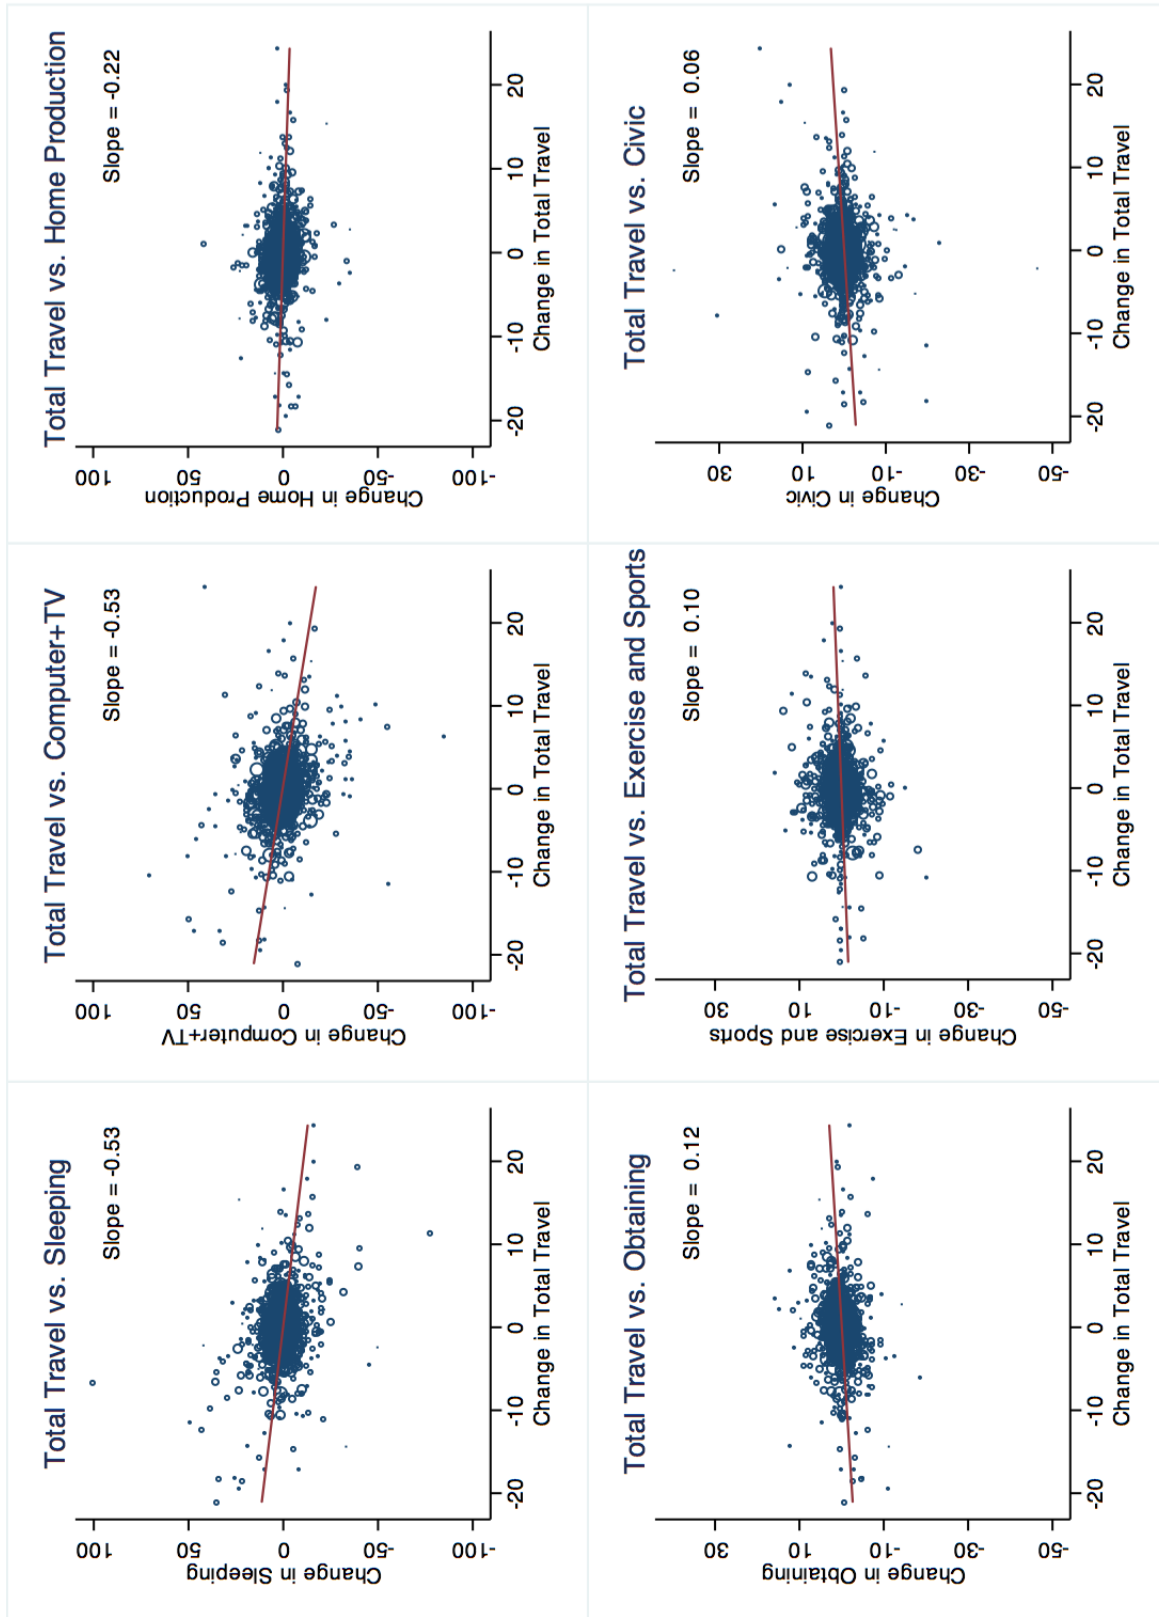 Total Travel vs. Sleeping
Slope = -0.53
Change in Sleeping
100
50
0
-50
-100
-20
-10
0
10
20
Change in Total Travel
Total Travel vs. Computer+TV
Slope = -0.53
Change in Computer+TV
100
50
0
-50
-100
-20
-10
0
10
20
Change in Total Travel
Total Travel vs. Home Production
Slope = -0.22
Change in Home Production
100
50
0
-50
-100
-20
-10
0
10
20
Change in Total Travel
Total Travel vs. Obtaining
Slope = 0.12
Change in Obtaining
30
10
-10
-30
-50
-20
-10
0
10
20
Change in Total Travel
Total Travel vs. Exercise and Sports
Slope = 0.10
Change in Exercise and Sports
30
10
-10
-30
-50
-20
-10
0
10
20
Change in Total Travel
Total Travel vs. Civic
Slope = 0.06
Change in Civic
30
10
-10
-30
-50
-20
-10
0
10
20
Change in Total Travel